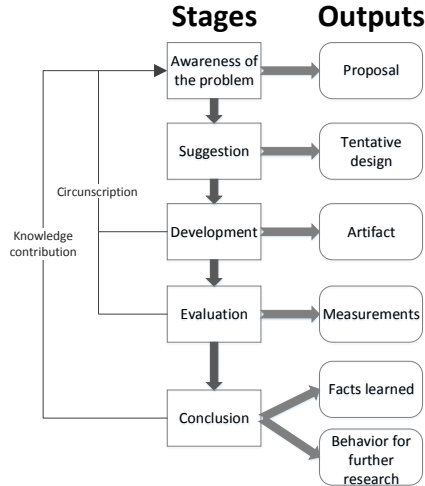 Stages Outputs
Awareness of
the problem
Proposal
Suggestion
Tentative
design
Circunscription
Knowledge
contribution
Development
Artifact
Evaluation
Measurements
Conclusion
Facts learned
Behavior for
further
research